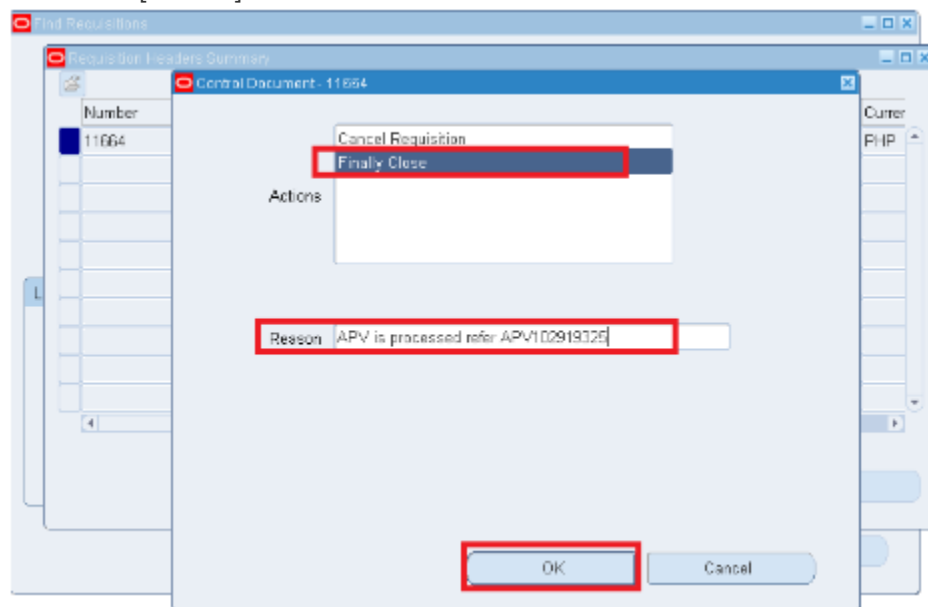 Find Requisitions
Requisition Headers Summary
Control Document - 11664
Number
Curren
11664
PHP
Cancel Requisition
Finally Close
Actions
L
Reason
APV is processed refer APV102919325
OK
Cancel